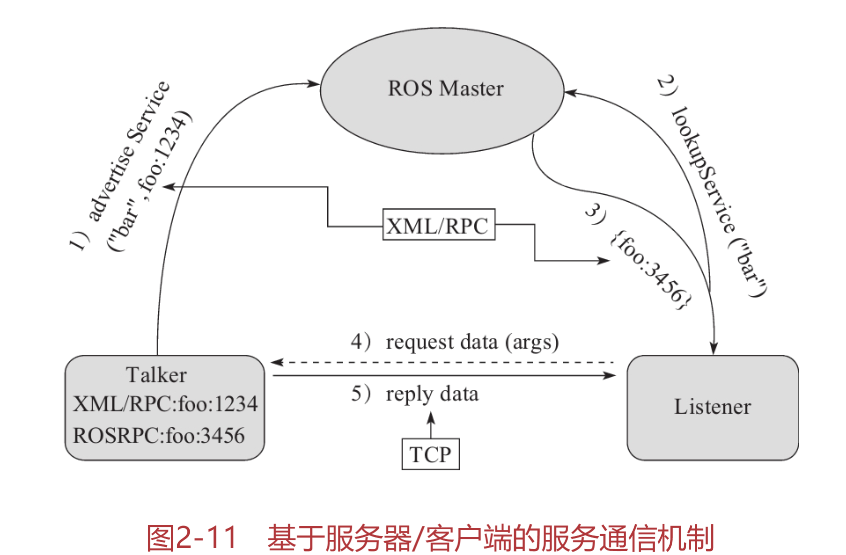 ROS Master
1）advertise Service
("bar",foo:1234)
2）lookupService ("bar")
XML/RPC
3）{foo:3456}
4）request data (args)
5）reply data
TCP
Talker
XML/RPC:foo:1234
ROSRPC:foo:3456
Listener
图2-11 基于服务器/客户端的服务通信机制